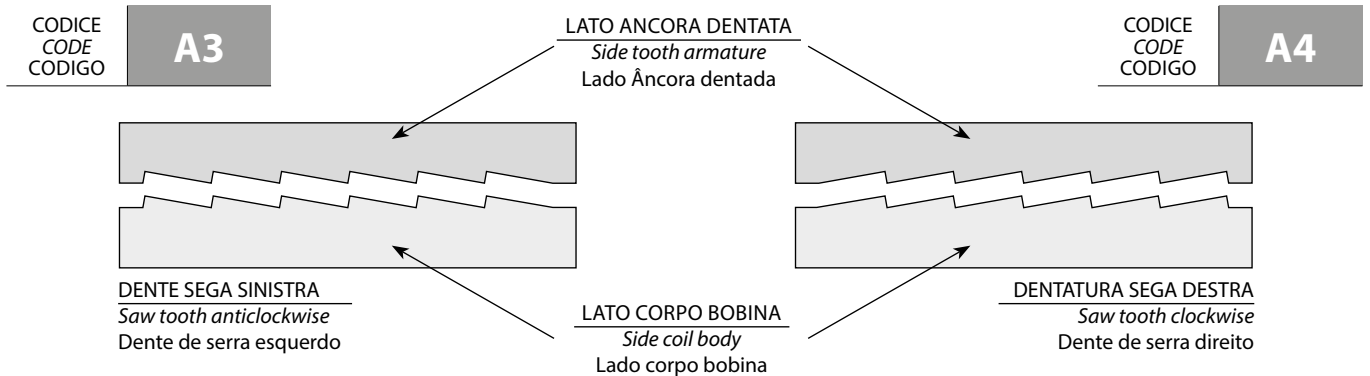 CODICE
CODE
CODIGO
A3
LATO ANCORA DENTATA
Side tooth armature
Lado Âncora dentada
CODICE
CODE
CODIGO
A4
DENTE SEGA SINISTRA
Saw tooth anticlockwise
Dente de serra esquerdo
LATO CORPO BOBINA
Side coil body
Lado corpo bobina
DENTATURA SEGA DESTRA
Saw tooth clockwise
Dente de serra direito